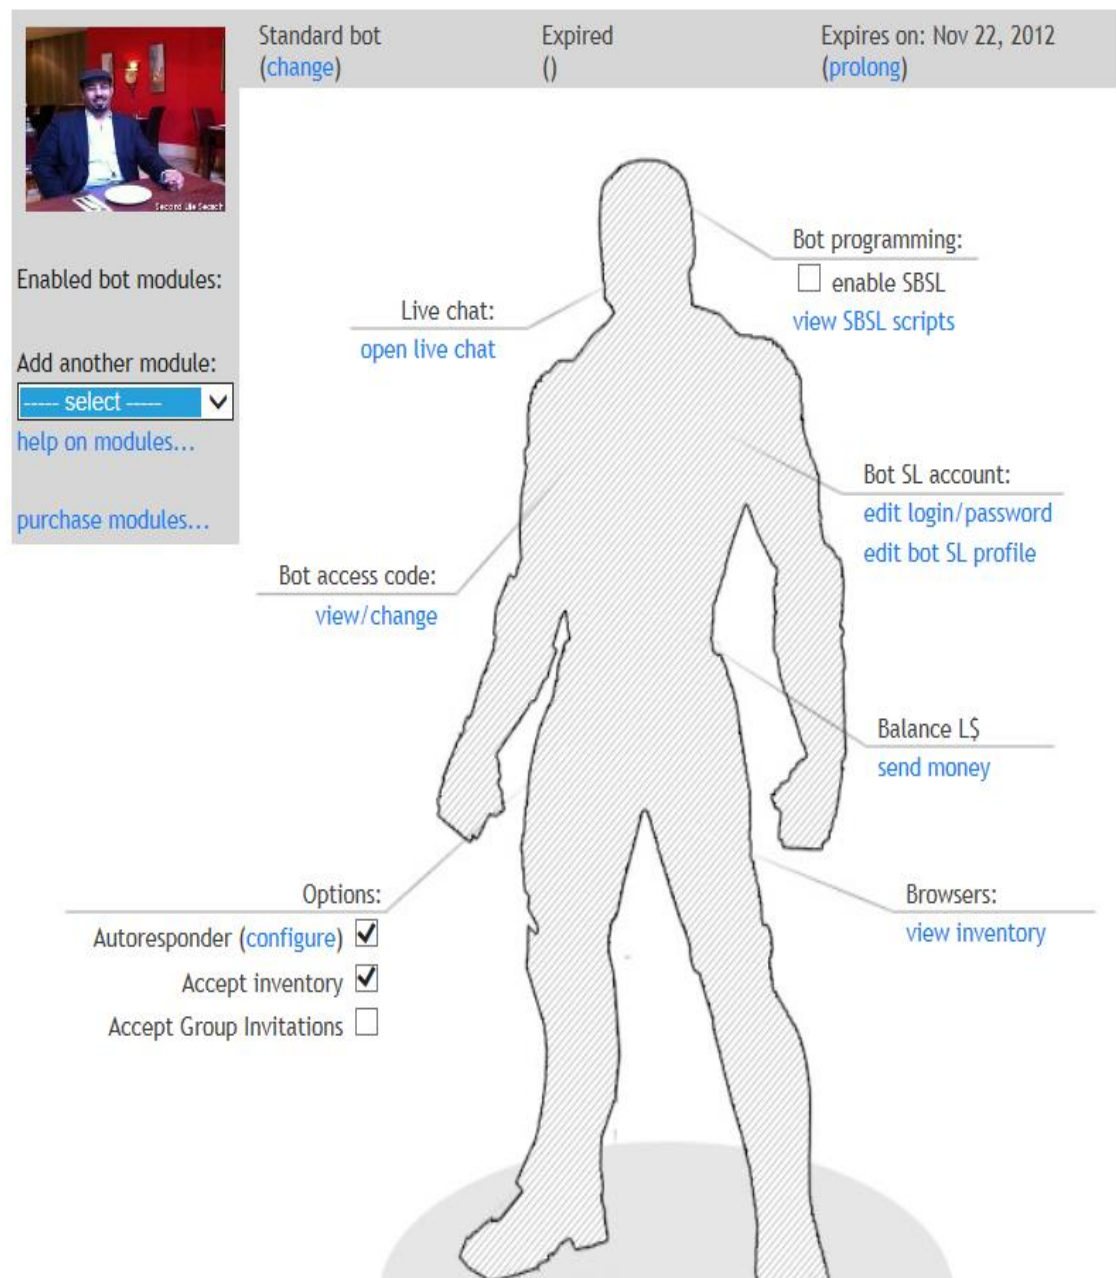 Standard bot
(change)
Expired
()
Expires on: Nov 22, 2012
(prolong)
Second Life Search
Enabled bot modules:
Add another module:
----- select -----
help on modules...
purchase modules...
Bot programming:
enable SBSL
view SBSL scripts
Live chat:
open live chat
Bot SL account:
edit login/password
edit bot SL profile
Bot access code:
view/change
Balance L$
send money
Options:
Autoresponder (configure)
Accept inventory
Accept Group Invitations
Browsers:
view inventory